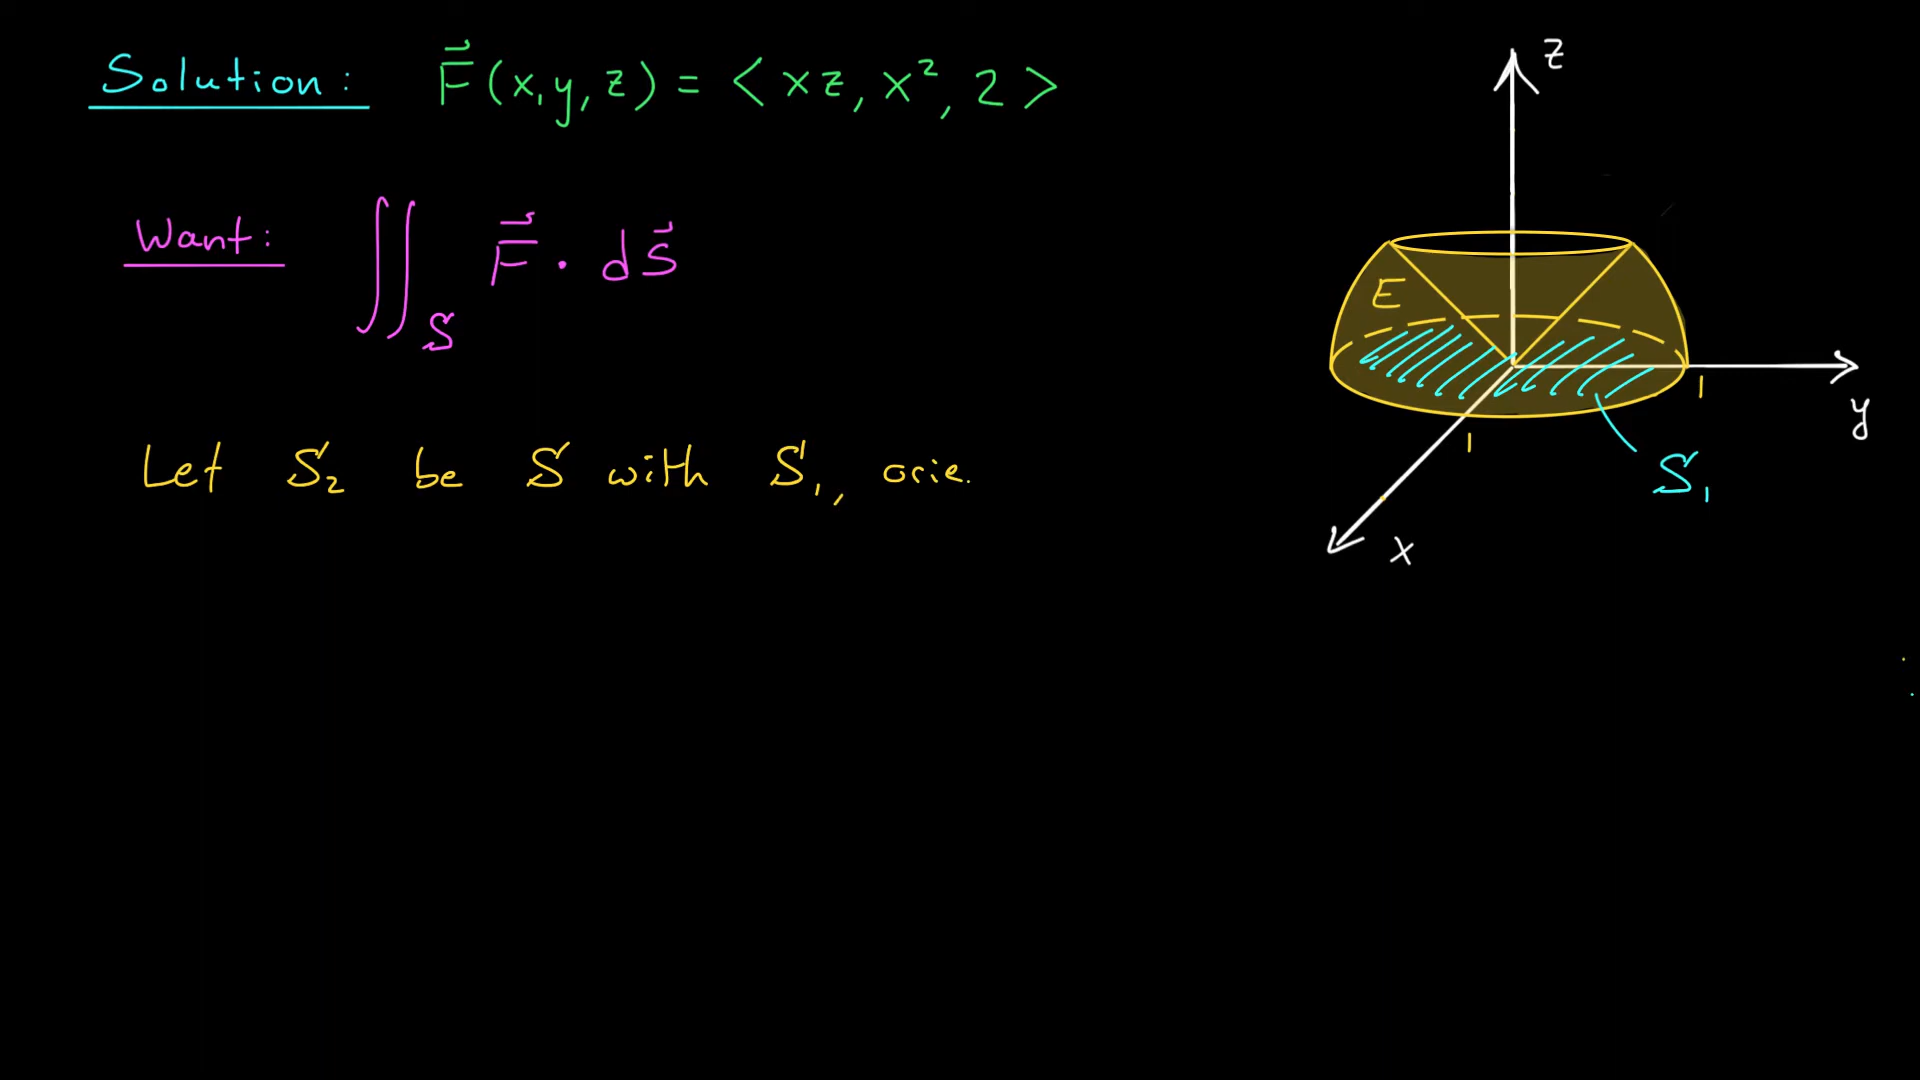 Solution: F⃗(x,y,z) = <xz, x², 2>
z
Want: ∬_S F⃗ · dS⃗
E
1
y
1
Let S₂ be S with S₁, orie.
S₁
x